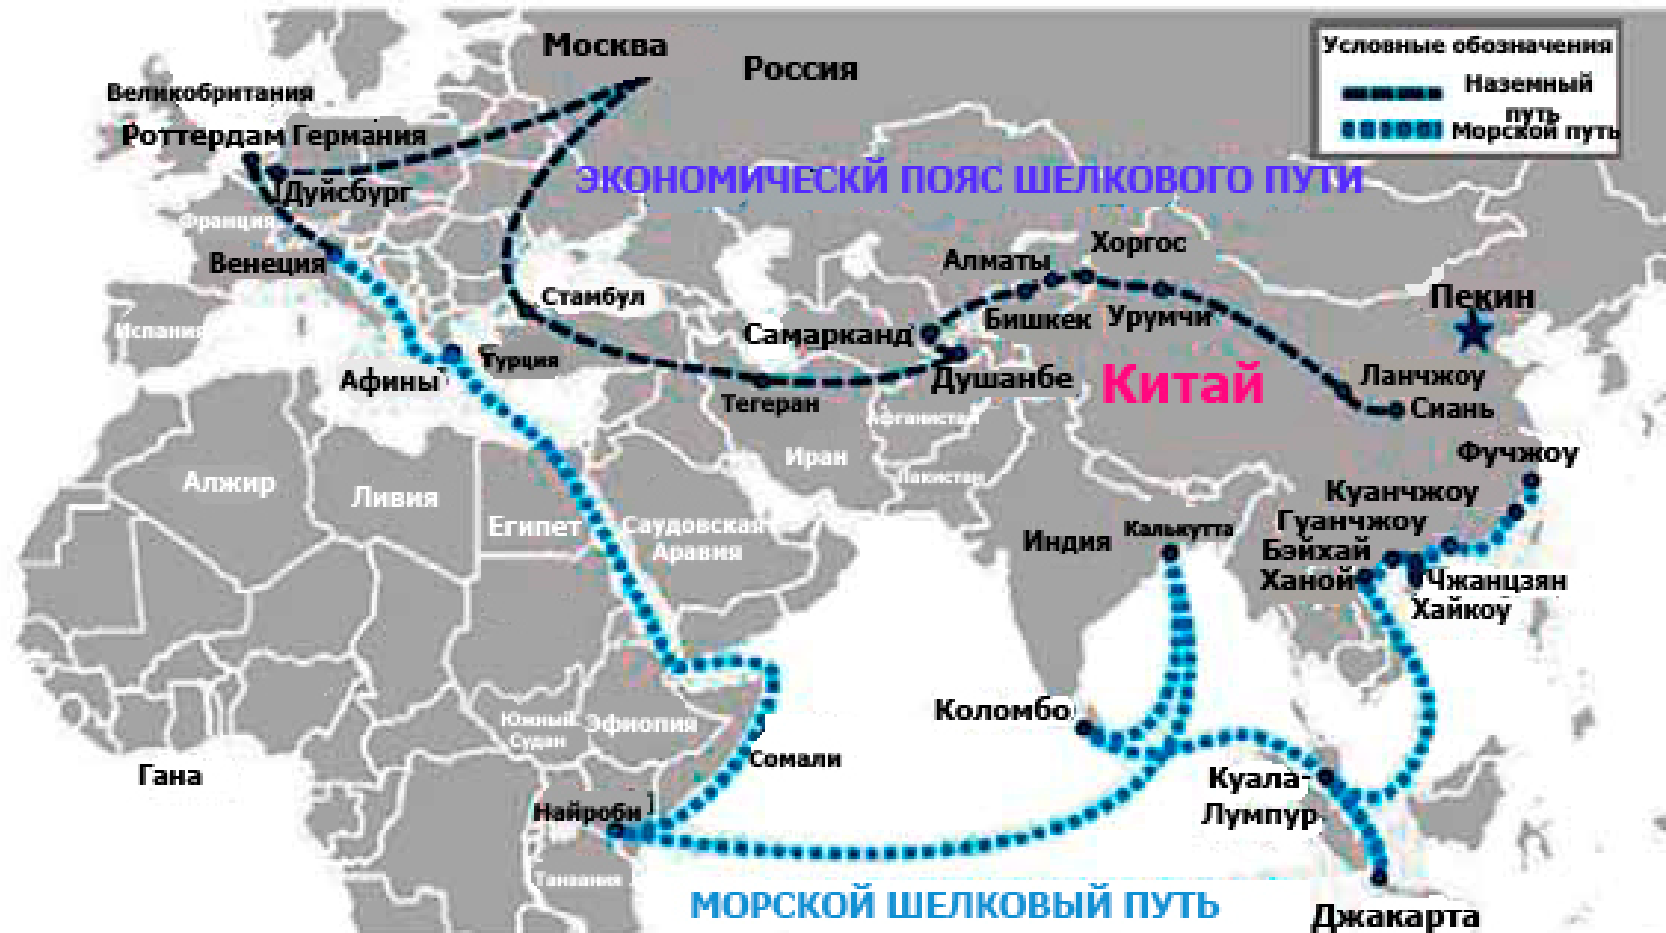 Москва
Россия
Условные обозначения
Наземный
путь
Морской путь
Великобритания
Роттердам Германия
Дуйсбург
ЭКОНОМИЧЕСКЙ ПОЯС ШЕЛКОВОГО ПУТИ
Франция
Венеция
Хоргос
Алматы
Стамбул
Пекин
Испания
Самарканд
Бишкек
Урумчи
Турция
Афины
Душанбе
Китай
Ланчжоу
Тегеран
Сиань
Афганистан
Иран
Фучжоу
Алжир
Ливия
Пакистан
Куанчжоу
Египет
Саудовская
Аравия
Индия
Калькутта
Гуанчжоу
Бэйхай
Ханой
Чжанцзян
Хайкоу
Южный
Судан
Эфиопия
Коломбо
Сомали
Гана
Куала-
Лумпур
Найроби
Танзания
МОРСКОЙ ШЕЛКОВЫЙ ПУТЬ
Джакарта